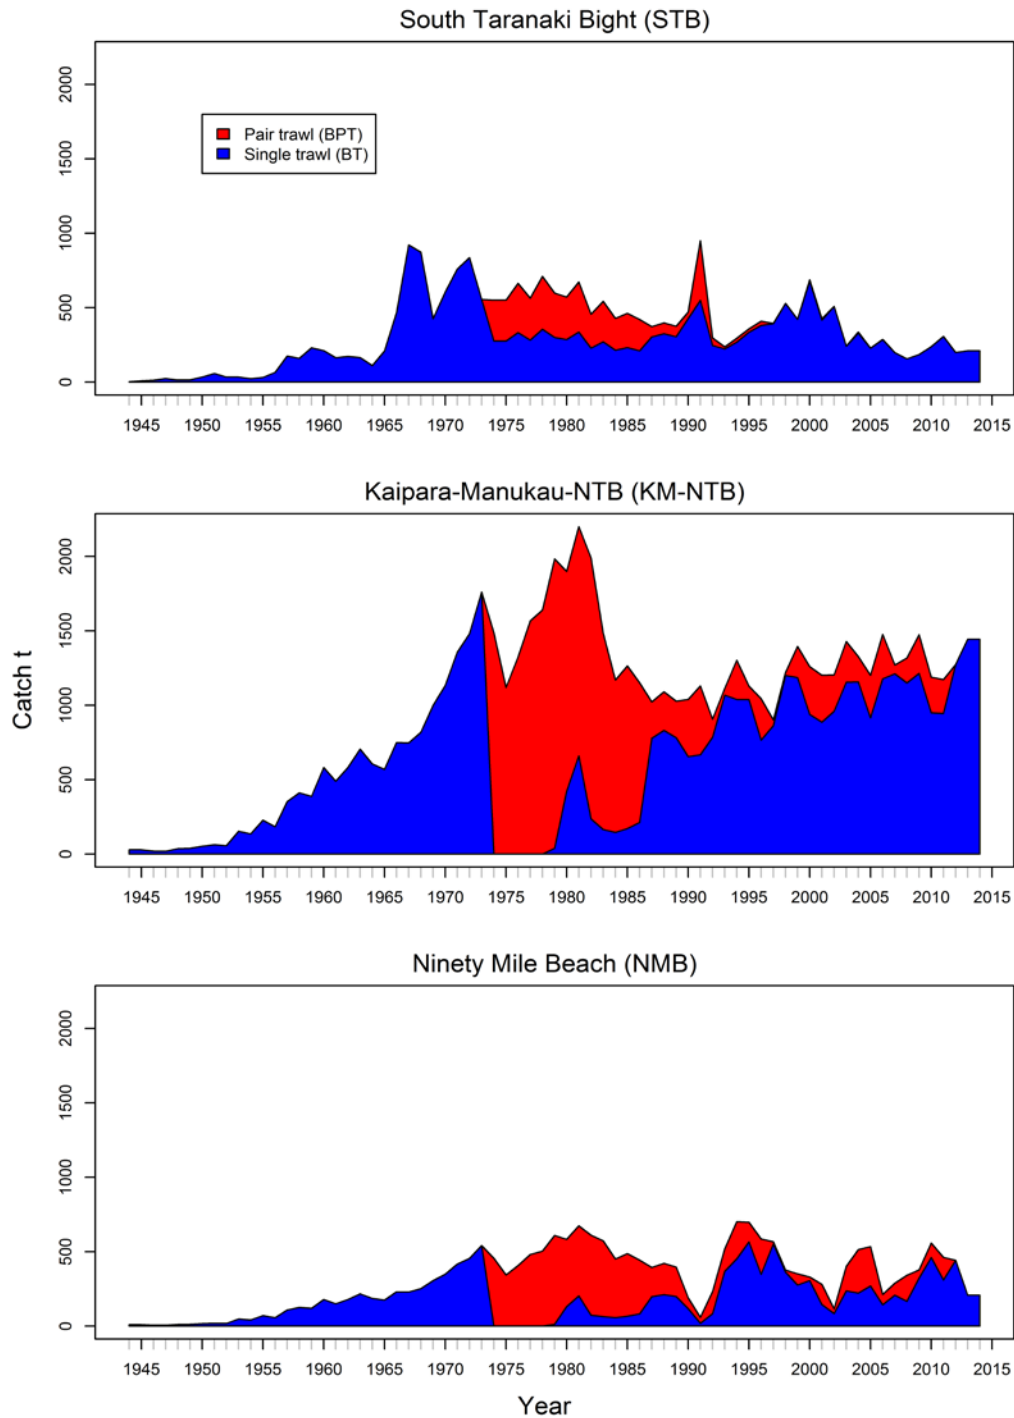 South Taranaki Bight (STB)
2000
1500
1000
500
0
Pair trawl (BPT)
Single trawl (BT)
1945 1950 1955 1960 1965 1970 1975 1980 1985 1990 1995 2000 2005 2010 2015
Kaipara-Manukau-NTB (KM-NTB)
Catch t
2000
1500
1000
500
0
1945 1950 1955 1960 1965 1970 1975 1980 1985 1990 1995 2000 2005 2010 2015
Ninety Mile Beach (NMB)
2000
1500
1000
500
0
1945 1950 1955 1960 1965 1970 1975 1980 1985 1990 1995 2000 2005 2010 2015
Year